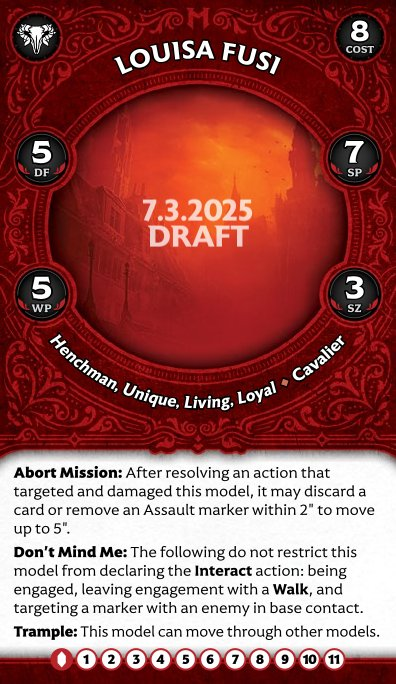 8
COST
LOUISA FUSI
5
DF
7
SP
7.3.2025
DRAFT
5
WP
3
SZ
Henchman, Unique, Living, Loyal ♦ Cavalier
Abort Mission: After resolving an action that
targeted and damaged this model, it may discard a
card or remove an Assault marker within 2" to move
up to 5".
Don't Mind Me: The following do not restrict this
model from declaring the Interact action: being
engaged, leaving engagement with a Walk, and
targeting a marker with an enemy in base contact.
Trample: This model can move through other models.
1 2 3 4 5 6 7 8 9 10 11